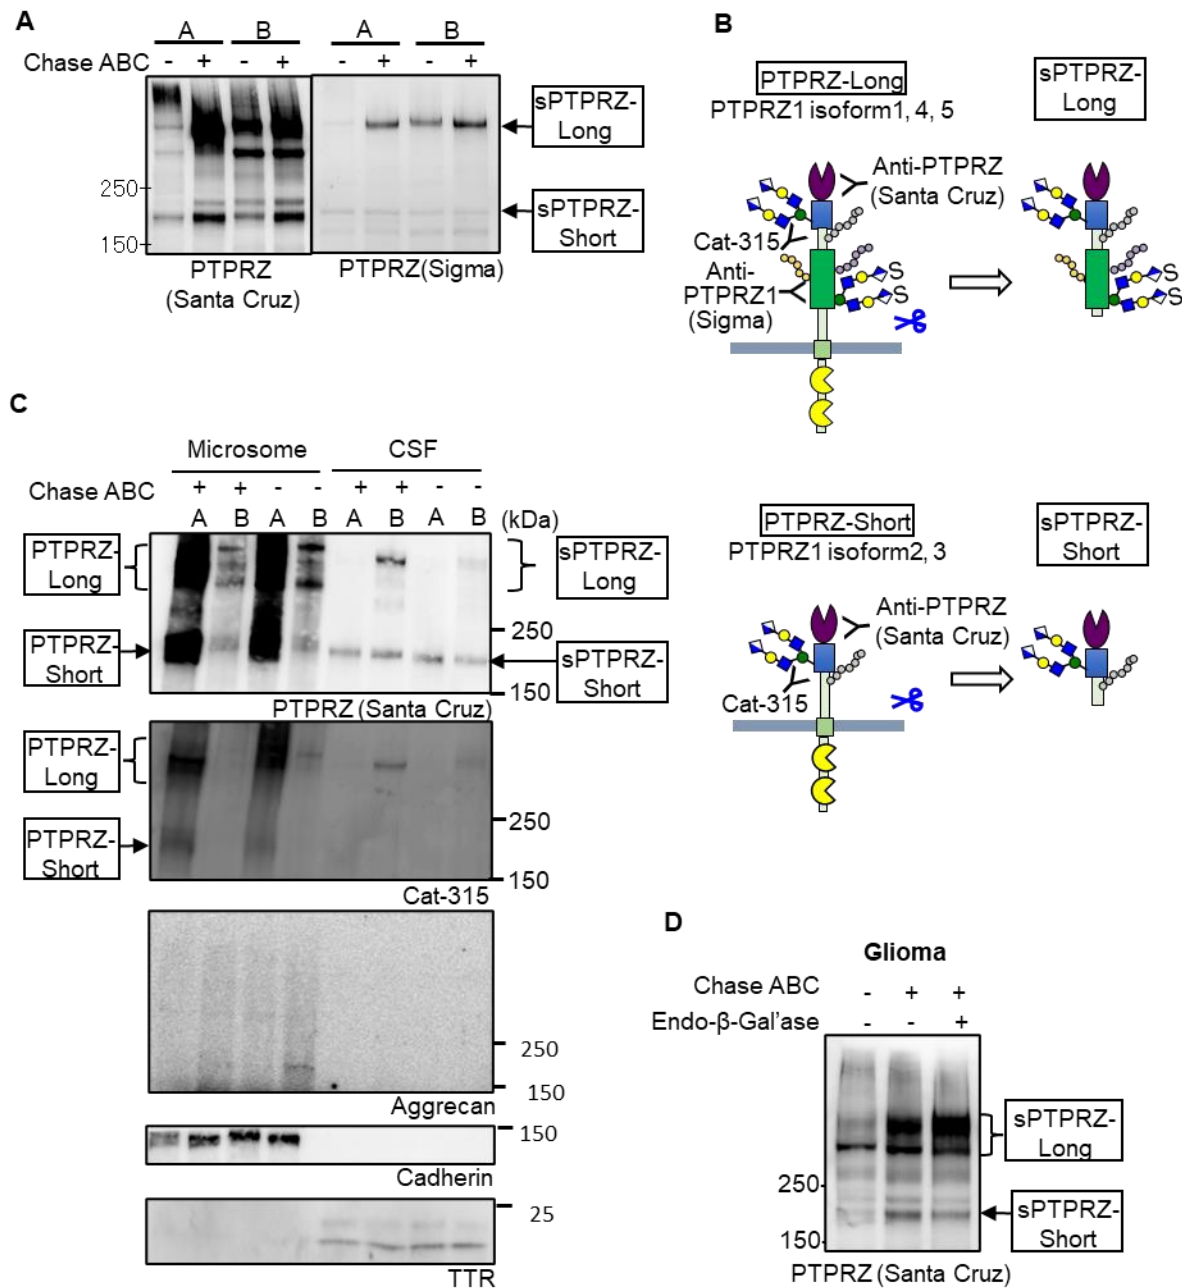 A
A B A B
Chase ABC - + - + - + - +
sPTPRZ-
Long
250
sPTPRZ-
Short
150
PTPRZ
(Santa Cruz)
PTPRZ(Sigma)
B
PTPRZ-Long
PTPRZ1 isoform1, 4, 5
sPTPRZ-
Long
Anti-PTPRZ
(Santa Cruz)
Cat-315
Anti-
PTPRZ1
(Sigma)
S
S
S
S
PTPRZ-Short
PTPRZ1 isoform2, 3
sPTPRZ-
Short
Anti-PTPRZ
(Santa Cruz)
Cat-315
C
Microsome CSF
Chase ABC + + - - + + - -
A B A B A B A B (kDa)
PTPRZ-
Long
sPTPRZ-
Long
250
PTPRZ-
Short
sPTPRZ-
Short
150
PTPRZ (Santa Cruz)
PTPRZ-
Long
250
PTPRZ-
Short
150
Cat-315
250
150
Aggrecan
150
Cadherin
25
TTR
D
Glioma
Chase ABC - + +
Endo-β-Gal'ase - - +
sPTPRZ-
Long
250
sPTPRZ-
Short
150
PTPRZ (Santa Cruz)